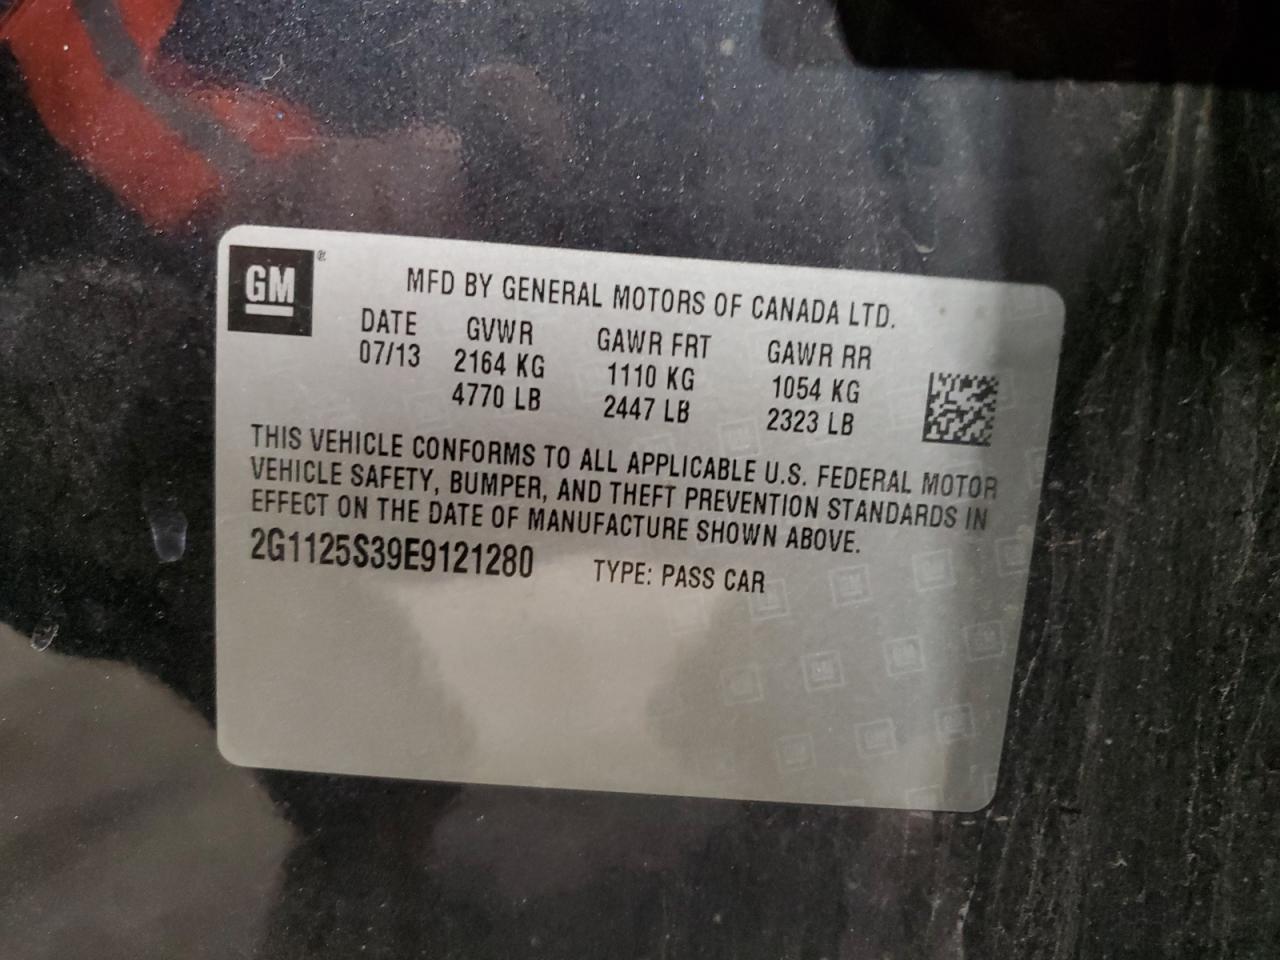 GM®
MFD BY GENERAL MOTORS OF CANADA LTD.
DATE GVWR GAWR FRT GAWR RR
07/13 2164 KG 1110 KG 1054 KG
4770 LB 2447 LB 2323 LB
THIS VEHICLE CONFORMS TO ALL APPLICABLE U.S. FEDERAL MOTOR
VEHICLE SAFETY, BUMPER, AND THEFT PREVENTION STANDARDS IN
EFFECT ON THE DATE OF MANUFACTURE SHOWN ABOVE.
2G1125S39E9121280 TYPE: PASS CAR